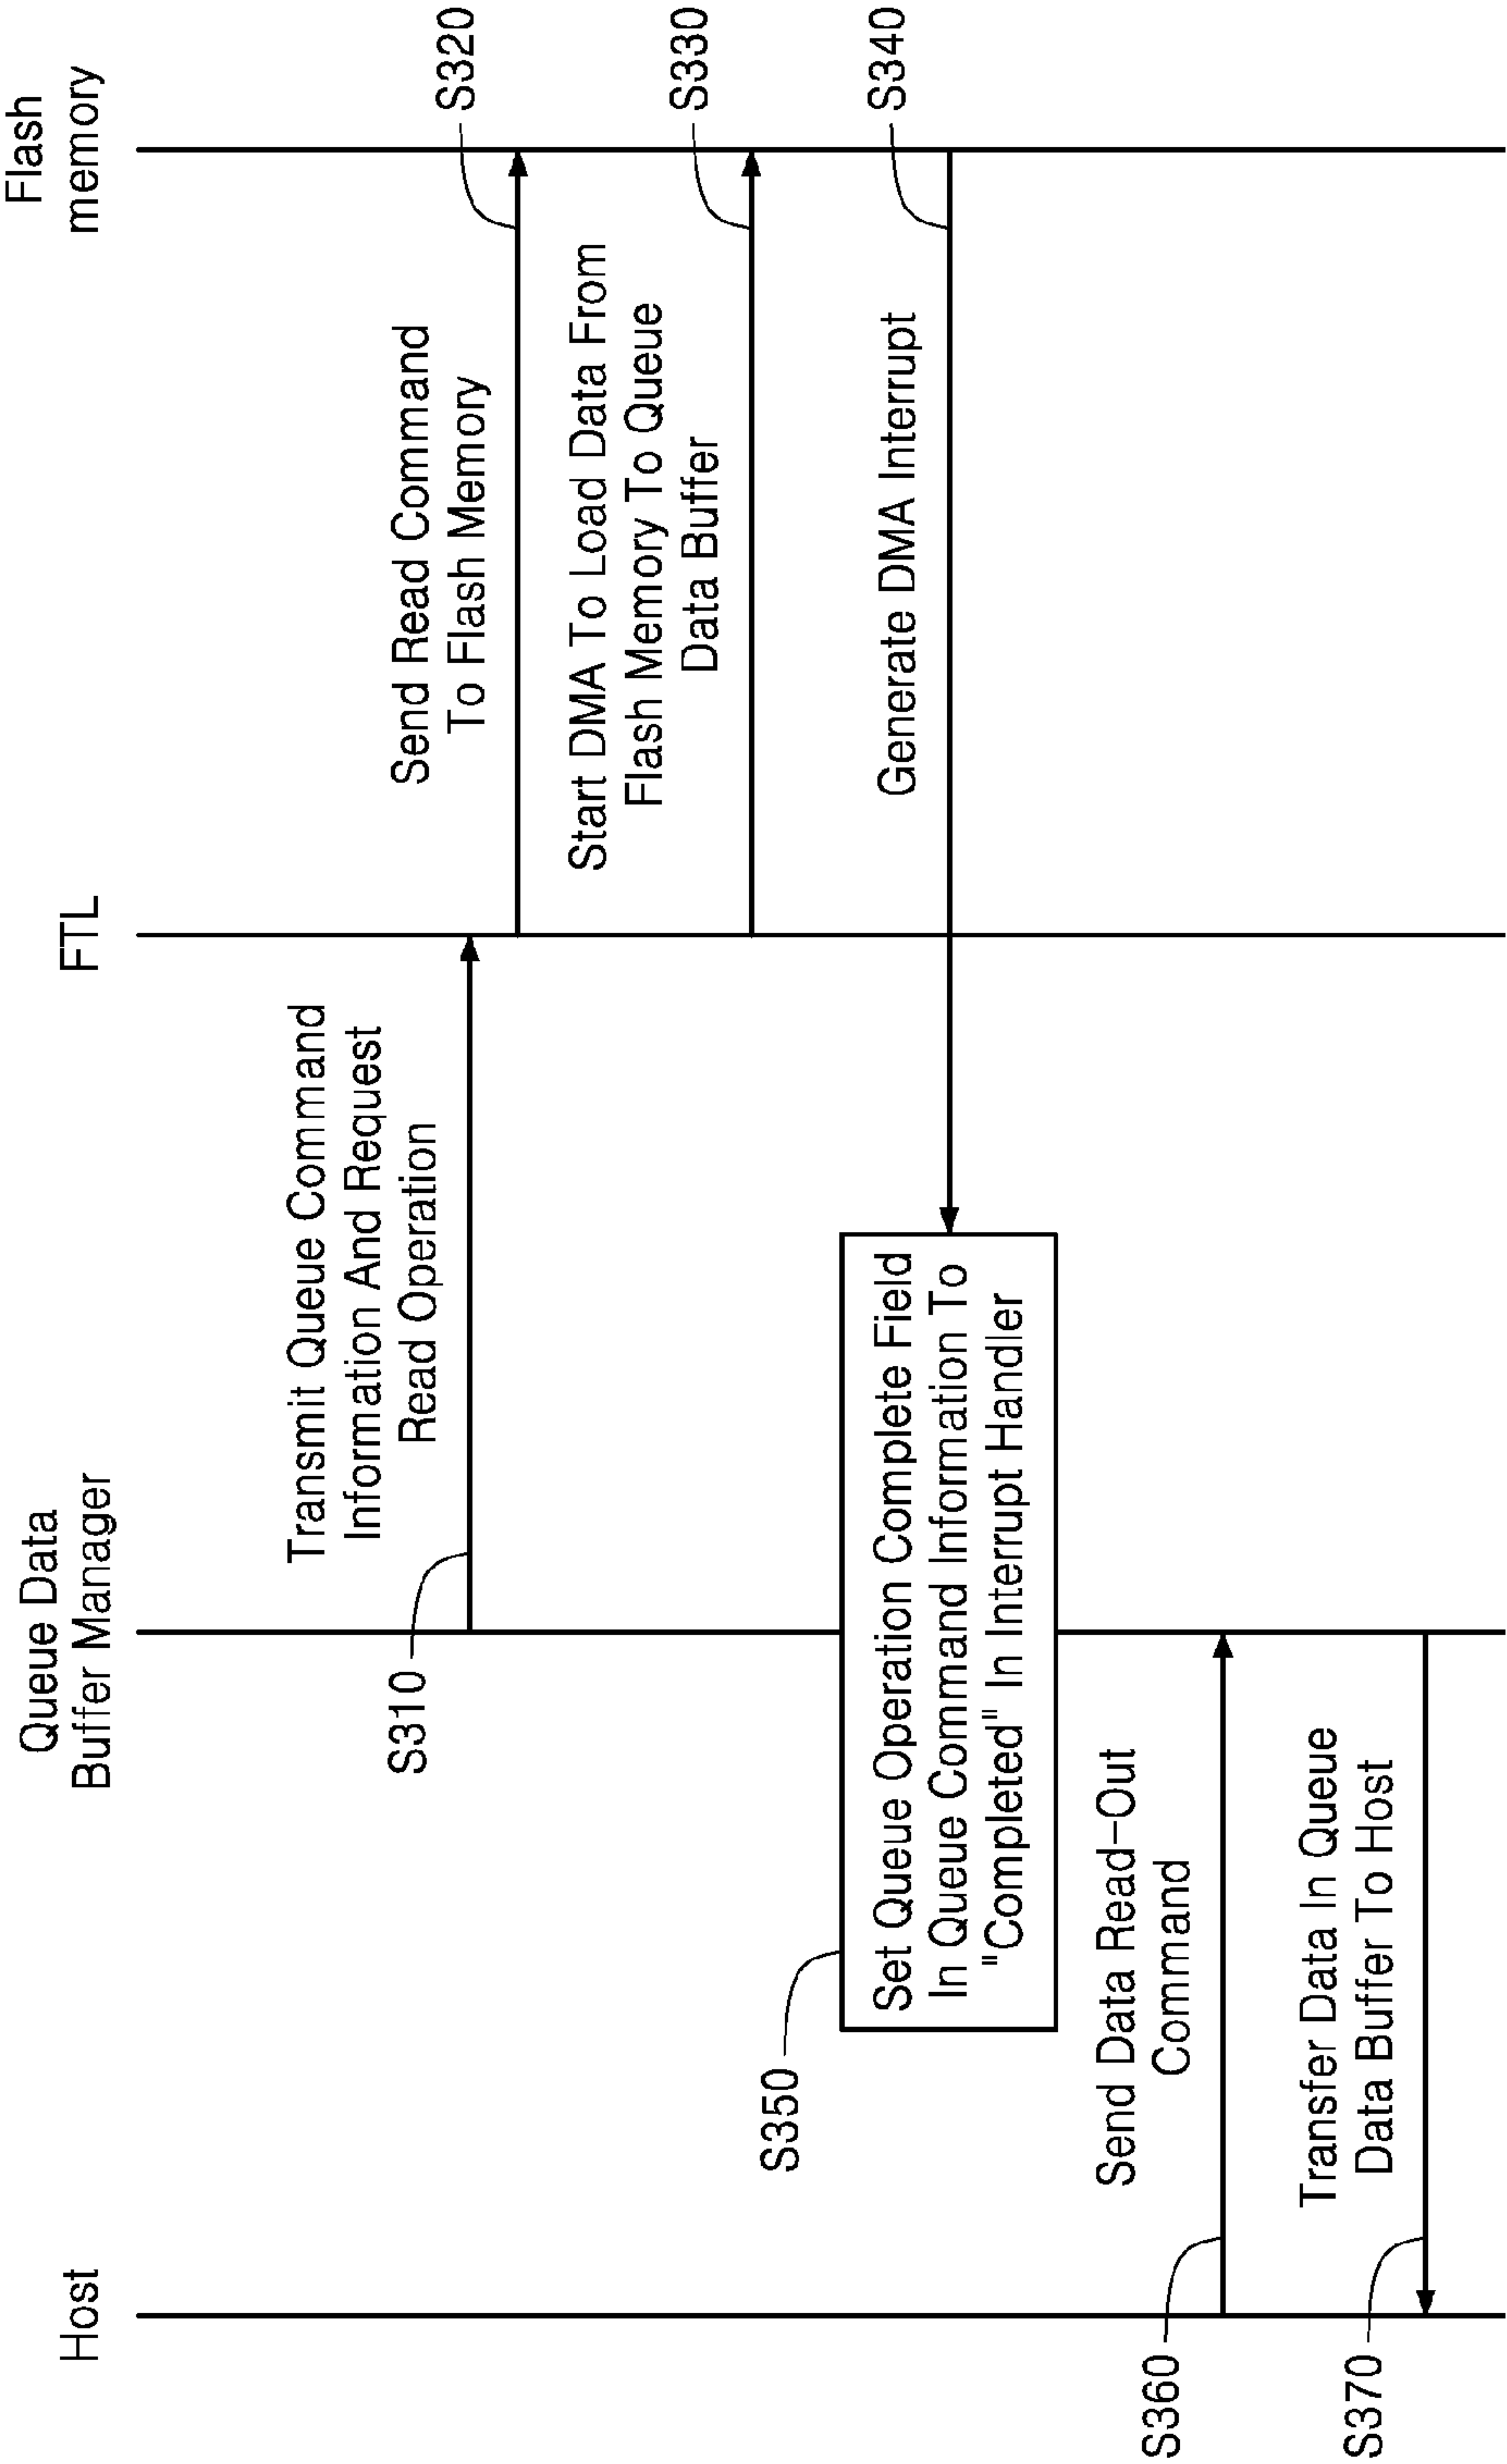 Host
Queue Data
Buffer Manager
FTL
Flash
memory
S310
Transmit Queue Command
Information And Request
Read Operation
Send Read Command
To Flash Memory
S320
Start DMA To Load Data From
Flash Memory To Queue
Data Buffer
S330
Generate DMA Interrupt
S340
S350
Set Queue Operation Complete Field
In Queue Command Information To
"Completed" In Interrupt Handler
Send Data Read-Out
Command
S360
Transfer Data In Queue
Data Buffer To Host
S370